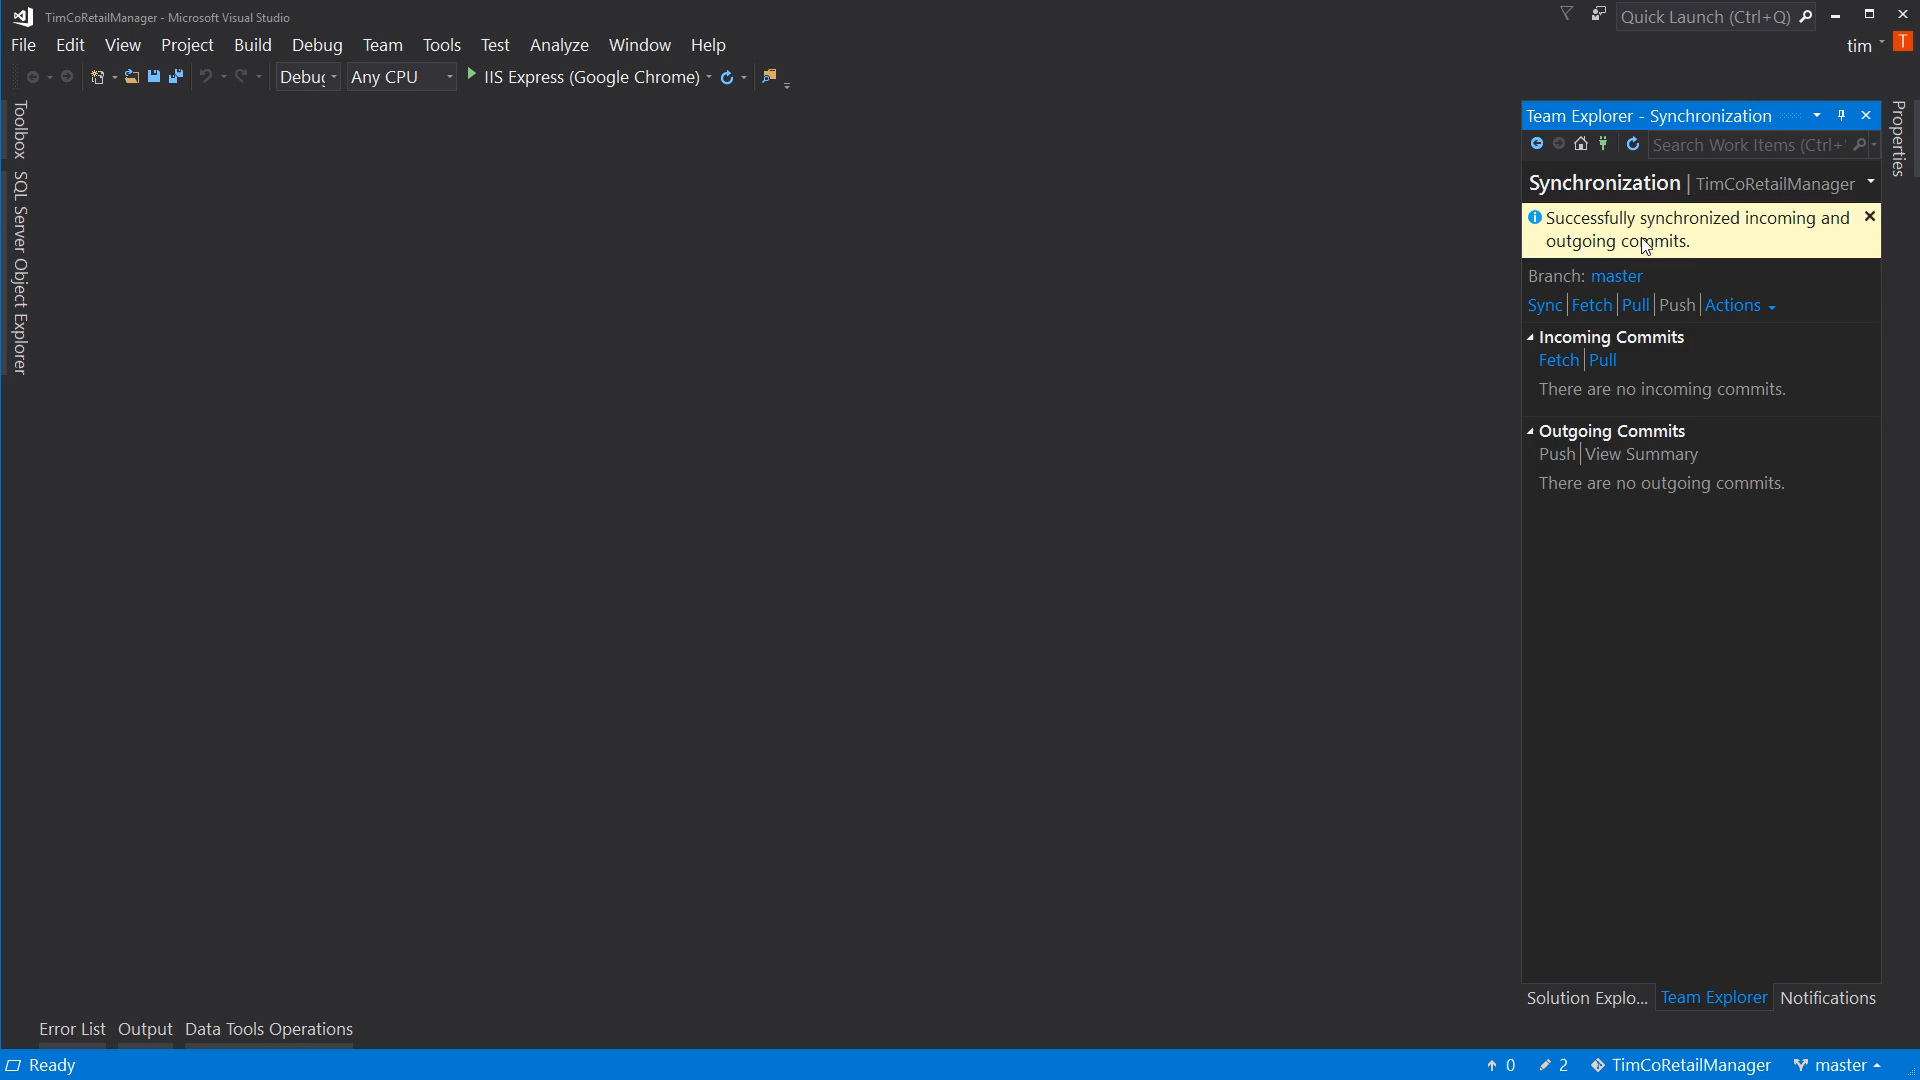 TimCoRetailManager - Microsoft Visual Studio
Quick Launch (Ctrl+Q)
File Edit View Project Build Debug Team Tools Test Analyze Window Help
tim T
Debug Any CPU IIS Express (Google Chrome)
Toolbox
SQL Server Object Explorer
Team Explorer - Synchronization
Search Work Items (Ctrl+'
Synchronization | TimCoRetailManager
Successfully synchronized incoming and
outgoing commits.
Branch: master
Sync Fetch Pull Push Actions
Incoming Commits
Fetch Pull
There are no incoming commits.
Outgoing Commits
Push View Summary
There are no outgoing commits.
Properties
Solution Explo... Team Explorer Notifications
Error List Output Data Tools Operations
Ready 0 2 TimCoRetailManager master